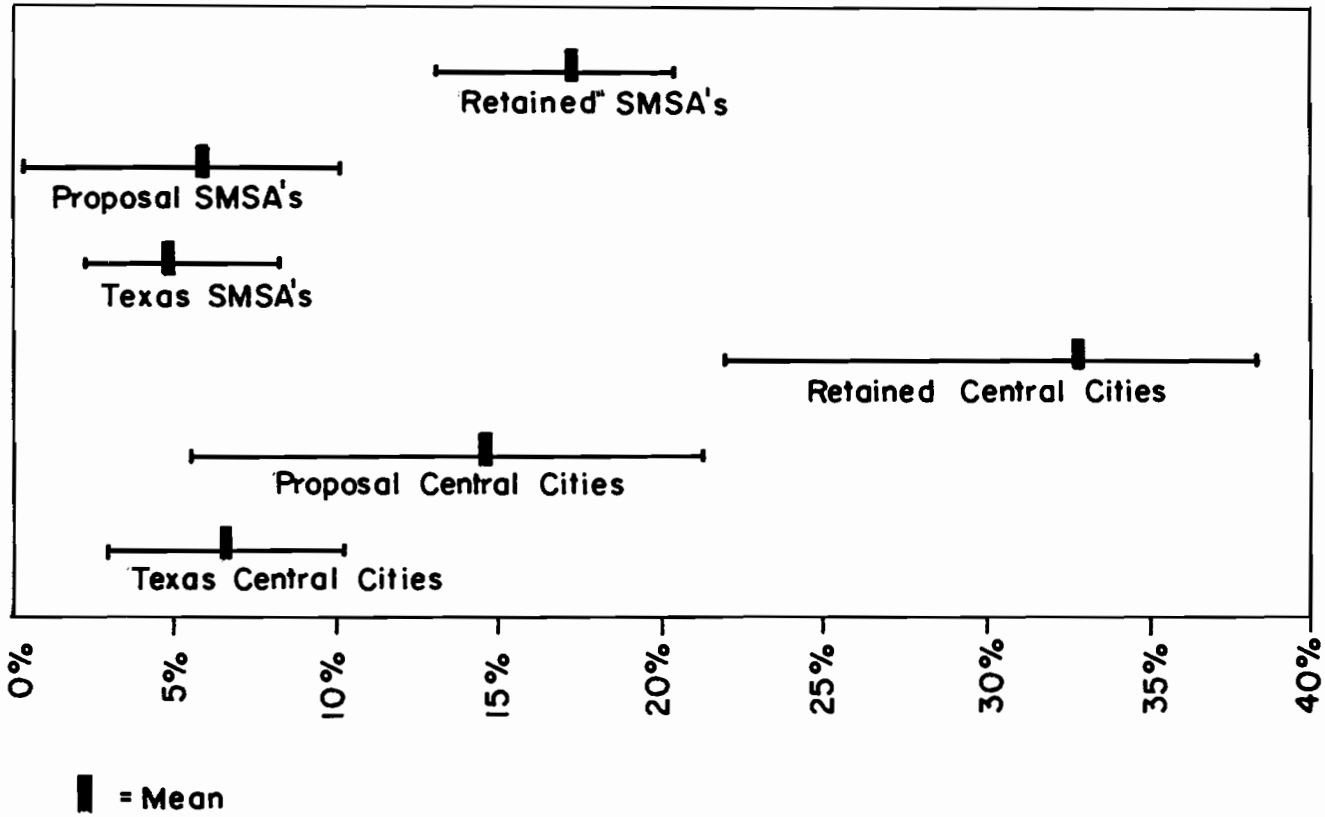 Retained" SMSA's
Proposal SMSA's
Texas SMSA's
Retained Central Cities
Proposal Central Cities
Texas Central Cities
0%
5%
10%
15%
20%
25%
30%
35%
40%
= Mean